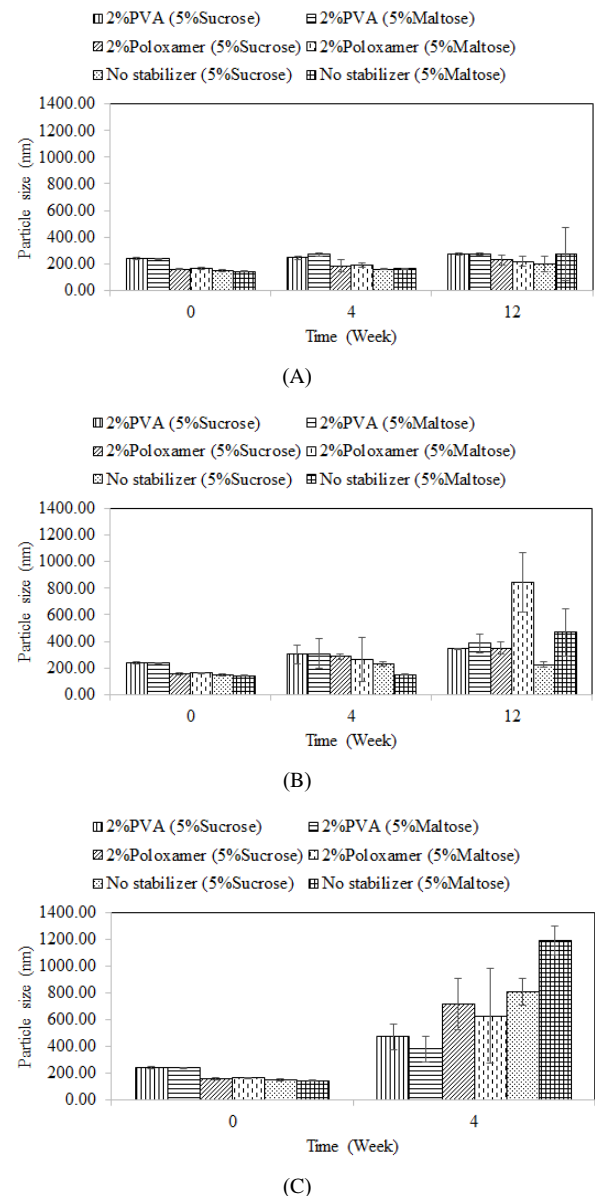 2%PVA (5%Sucrose) 2%PVA (5%Maltose)
2%Poloxamer (5%Sucrose) 2%Poloxamer (5%Maltose)
No stabilizer (5%Sucrose) No stabilizer (5%Maltose)
1400.00
1200.00
1000.00
800.00
600.00
400.00
200.00
0.00
Particle size (nm)
0 4 12
Time (Week)
(A)
2%PVA (5%Sucrose) 2%PVA (5%Maltose)
2%Poloxamer (5%Sucrose) 2%Poloxamer (5%Maltose)
No stabilizer (5%Sucrose) No stabilizer (5%Maltose)
1400.00
1200.00
1000.00
800.00
600.00
400.00
200.00
0.00
Particle size (nm)
0 4 12
Time (Week)
(B)
2%PVA (5%Sucrose) 2%PVA (5%Maltose)
2%Poloxamer (5%Sucrose) 2%Poloxamer (5%Maltose)
No stabilizer (5%Sucrose) No stabilizer (5%Maltose)
1400.00
1200.00
1000.00
800.00
600.00
400.00
200.00
0.00
Particle size (nm)
0 4
Time (Week)
(C)